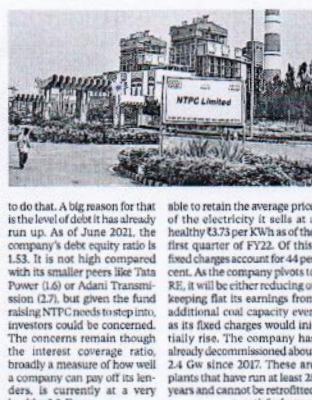 NTPC Limited
to do that. A big reason for that
is the level of debt it has already
run up. As of June 2021, the
company's debt equity ratio is
1.53. It is not high compared
with its smaller peers like Tata
Power (1.6) or Adani Transmi-
ssion (2.7), but given the fund
raising NTPC needs to step into,
investors could be concerned.
The concerns remain though
the interest coverage ratio,
broadly a measure of how well
a company can pay off its len-
ders, is currently at a very
able to retain the average price
of the electricity it sells at
healthy ₹3.73 per KWh as of the
first quarter of FY22. Of this
fixed charges account for 44 per
cent. As the company pivots to
RE, it will be either reducing or
keeping flat its earnings from
additional coal capacity even
as its fixed charges would ini-
tially rise. The company has
already decommissioned about
2.4 Gw since 2017. These are
plants that have run at least 25
years and cannot be retrofitted